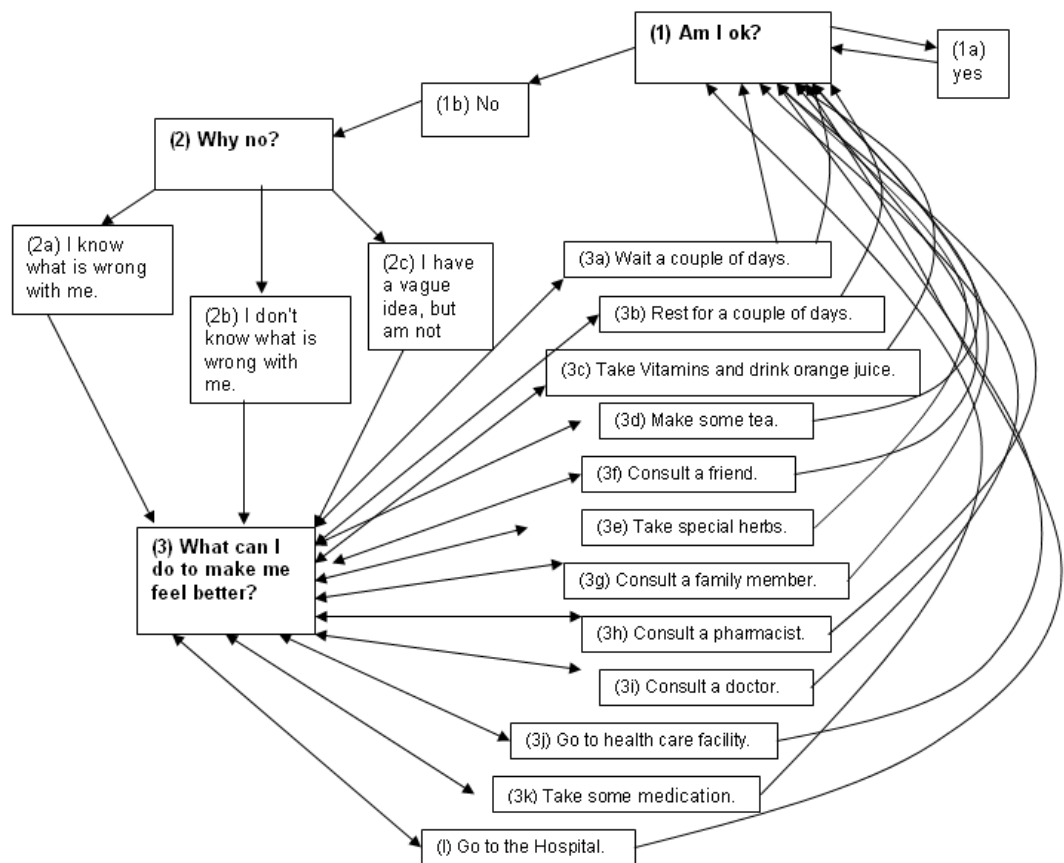 (1) Am I ok?
(1a)
yes
(1b) No
(2) Why no?
(2a) I know
what is wrong
with me.
(2b) I don't
know what is
wrong with
me.
(2c) I have
a vague
idea, but
am not
(3) What can I
do to make me
feel better?
(3a) Wait a couple of days.
(3b) Rest for a couple of days.
(3c) Take Vitamins and drink orange juice.
(3d) Make some tea.
(3f) Consult a friend.
(3e) Take special herbs.
(3g) Consult a family member.
(3h) Consult a pharmacist.
(3i) Consult a doctor.
(3j) Go to health care facility.
(3k) Take some medication.
(l) Go to the Hospital.